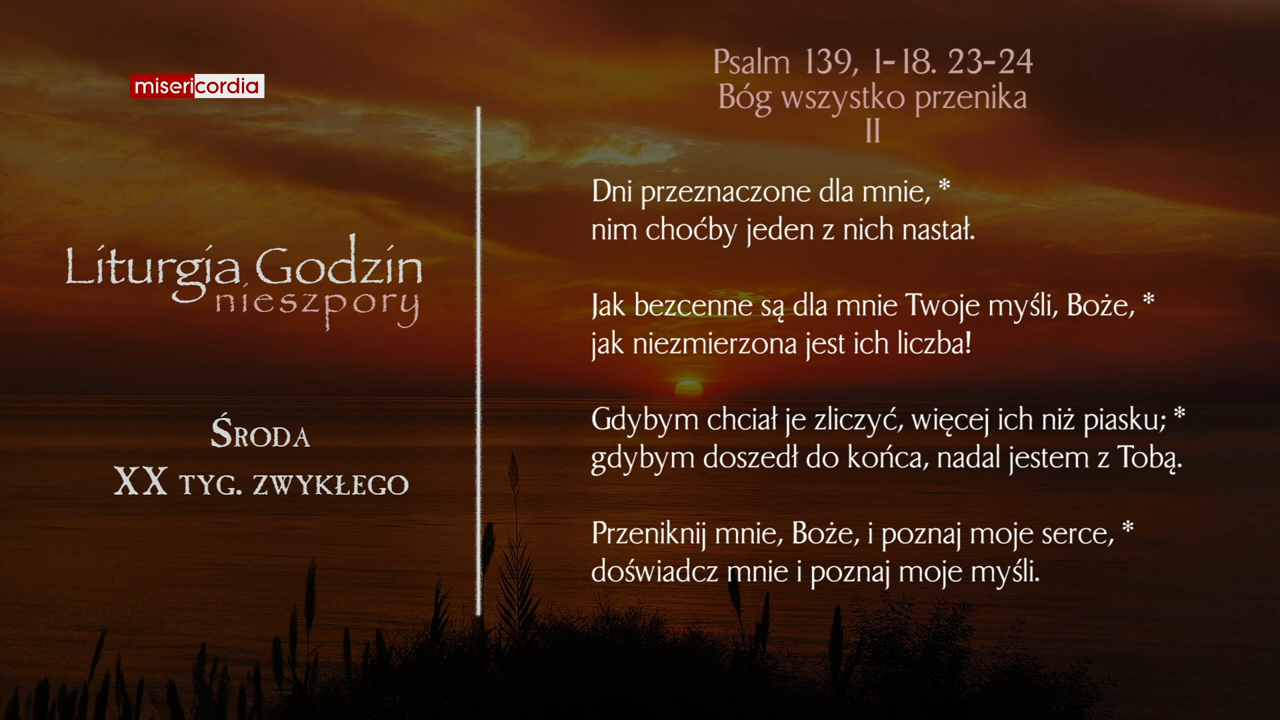 misericordia
Liturgia Godzin
nieszpory
Środa
XX tyg. zwykłego
Psalm 139, 1-18. 23-24
Bóg wszystko przenika
II
Dni przeznaczone dla mnie, *
nim choćby jeden z nich nastał.
Jak bezcenne są dla mnie Twoje myśli, Boże, *
jak niezmierzona jest ich liczba!
Gdybym chciał je zliczyć, więcej ich niż piasku; *
gdybym doszedł do końca, nadal jestem z Tobą.
Przeniknij mnie, Boże, i poznaj moje serce, *
doświadcz mnie i poznaj moje myśli.